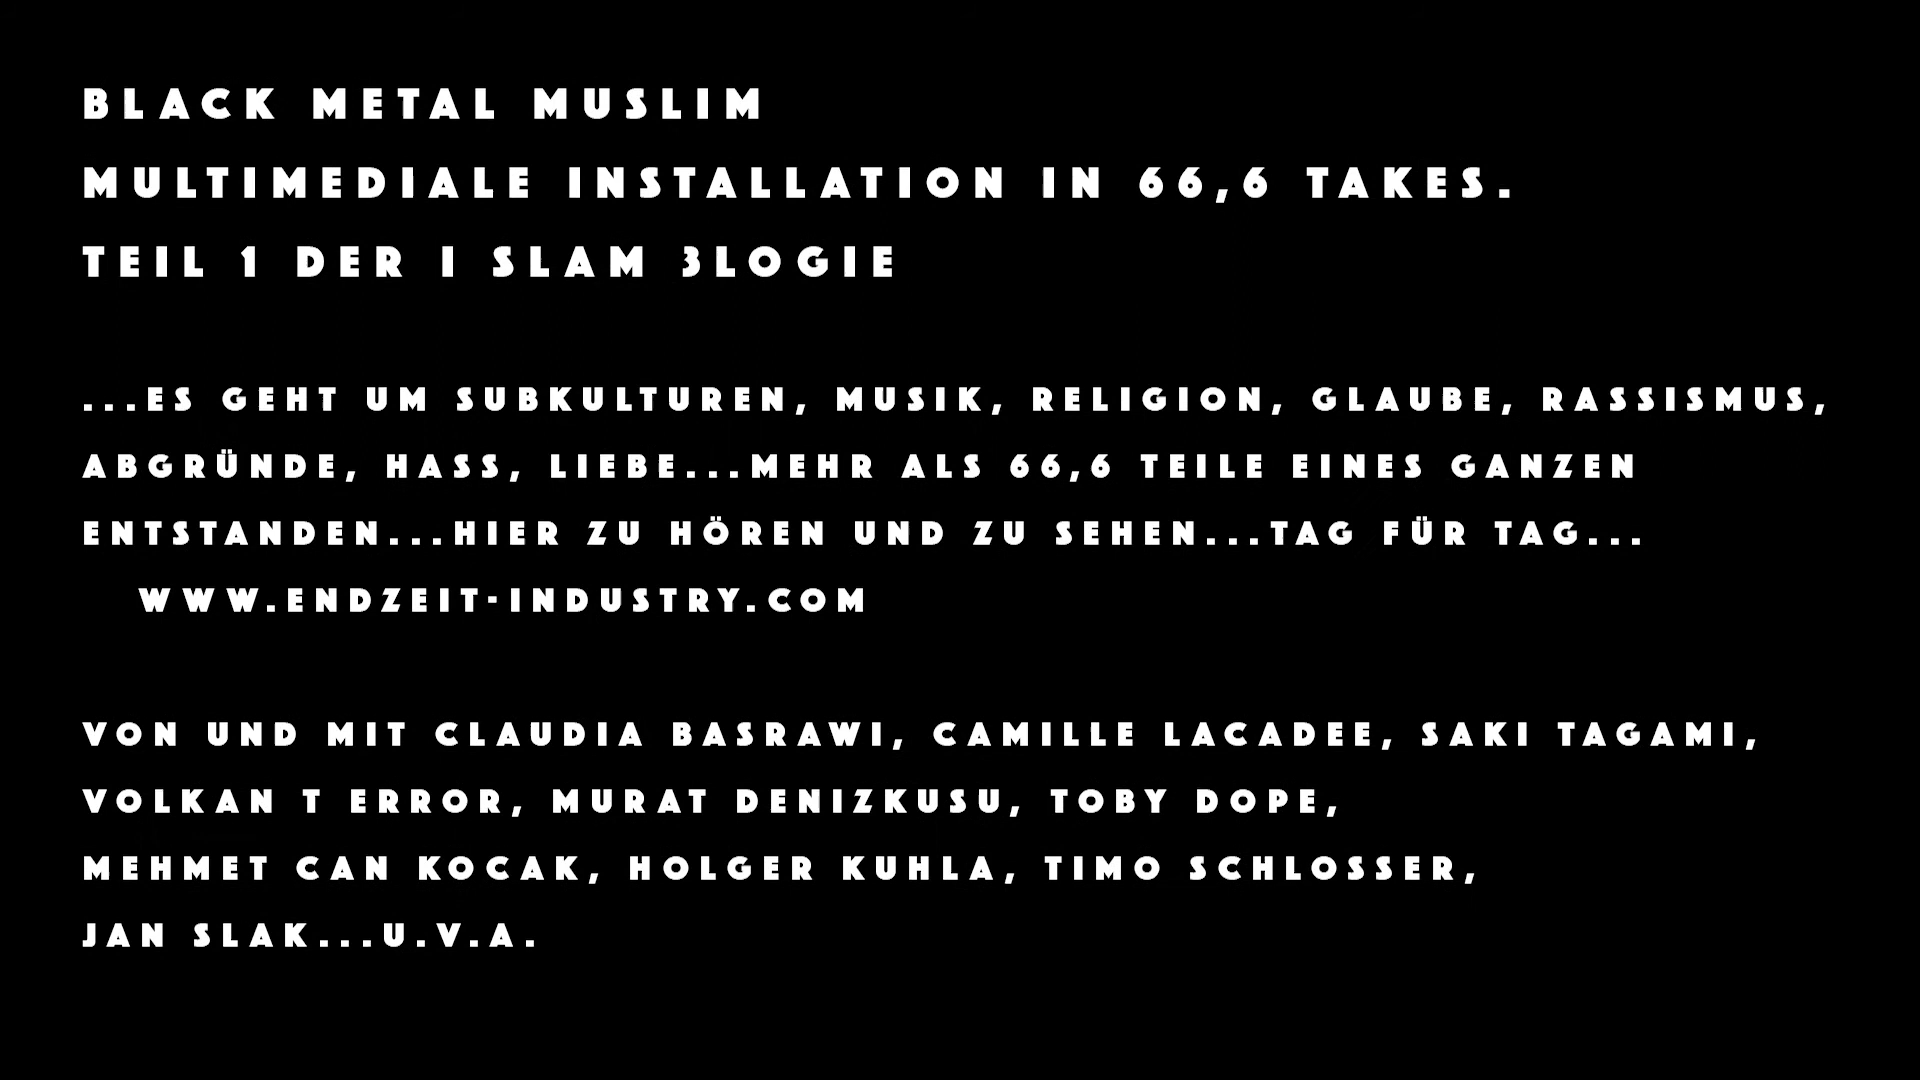 BLACK METAL MUSLIM
MULTIMEDIALE INSTALLATION IN 66,6 TAKES.
TEIL 1 DER I SLAM 3LOGIE
...ES GEHT UM SUBKULTUREN, MUSIK, RELIGION, GLAUBE, RASSISMUS,
ABGRÜNDE, HASS, LIEBE...MEHR ALS 66,6 TEILE EINES GANZEN
ENTSTANDEN...HIER ZU HÖREN UND ZU SEHEN...TAG FÜR TAG...
WWW.ENDZEIT-INDUSTRY.COM
VON UND MIT CLAUDIA BASRAWI, CAMILLE LACADEE, SAKI TAGAMI,
VOLKAN T ERROR, MURAT DENIZKUSU, TOBY DOPE,
MEHMET CAN KOCAK, HOLGER KUHLA, TIMO SCHLOSSER,
JAN SLAK...U.V.A.